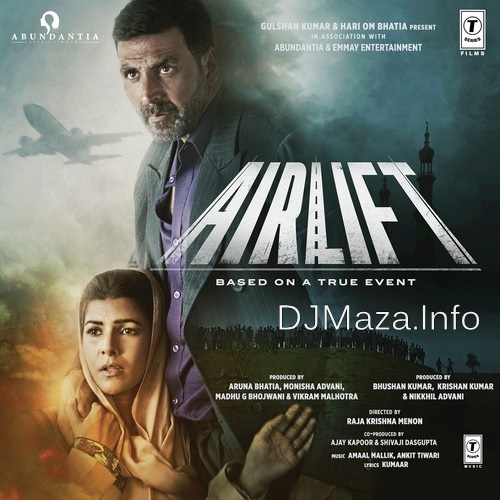 ABUNDANTIA
ENTERTAINMENT
GULSHAN KUMAR & HARI OM BHATIA PRESENT
IN ASSOCIATION WITH
ABUNDANTIA & EMMAY ENTERTAINMENT
T
SERIES
FILMS
AIRLIFT
BASED ON A TRUE EVENT
DJMaza.Info
PRODUCED BY
ARUNA BHATIA, MONISHA ADVANI,
MADHU G BHOJWANI & VIKRAM MALHOTRA
PRODUCED BY
BHUSHAN KUMAR, KRISHAN KUMAR
& NIKKHIL ADVANI
DIRECTED BY
RAJA KRISHNA MENON
CO-PRODUCED BY
AJAY KAPOOR & SHIVAJI DASGUPTA
MUSIC AMAAL MALLIK, ANKIT TIWARI
LYRICS KUMAAR
T
SERIES
MUSIC